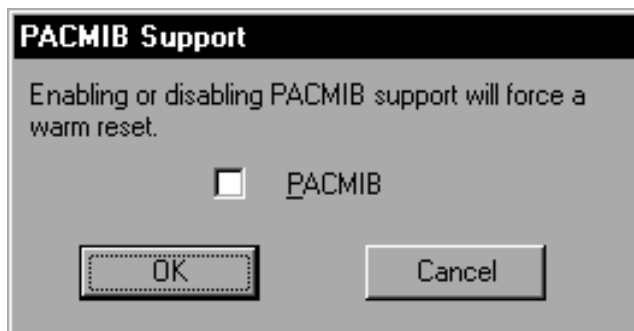 PACMIB Support
Enabling or disabling PACMIB support will force a
warm reset.
PACMIB
OK
Cancel